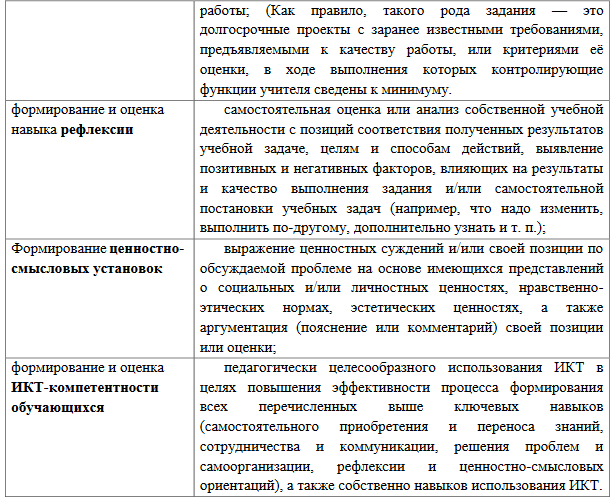 работы; (Как правило, такого рода задания — это
долгосрочные проекты с заранее известными требованиями,
предъявляемыми к качеству работы, или критериями её
оценки, в ходе выполнения которых контролирующие
функции учителя сведены к минимуму.
формирование и оценка
навыка рефлексии
самостоятельная оценка или анализ собственной учебной
деятельности с позиций соответствия полученных результатов
учебной задаче, целям и способам действий, выявление
позитивных и негативных факторов, влияющих на результаты
и качество выполнения задания и/или самостоятельной
постановки учебных задач (например, что надо изменить,
выполнить по-другому, дополнительно узнать и т. п.);
Формирование ценностно-
смысловых установок
выражение ценностных суждений и/или своей позиции по
обсуждаемой проблеме на основе имеющихся представлений
о социальных и/или личностных ценностях, нравственно-
этических нормах, эстетических ценностях, а также
аргументация (пояснение или комментарий) своей позиции
или оценки;
формирование и оценка
ИКТ-компетентности
обучающихся
педагогически целесообразного использования ИКТ в
целях повышения эффективности процесса формирования
всех перечисленных выше ключевых навыков
(самостоятельного приобретения и переноса знаний,
сотрудничества и коммуникации, решения проблем и
самоорганизации, рефлексии и ценностно-смысловых
ориентаций), а также собственно навыков использования ИКТ.